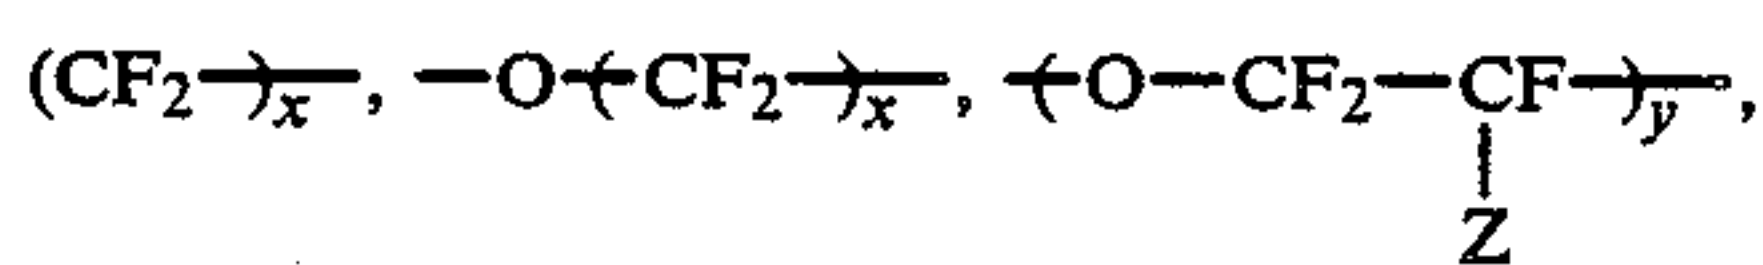 (CF₂—)ₓ, —O—(CF₂—)ₓ—, —(O—CF₂—CF—)ᵧ—,
Z